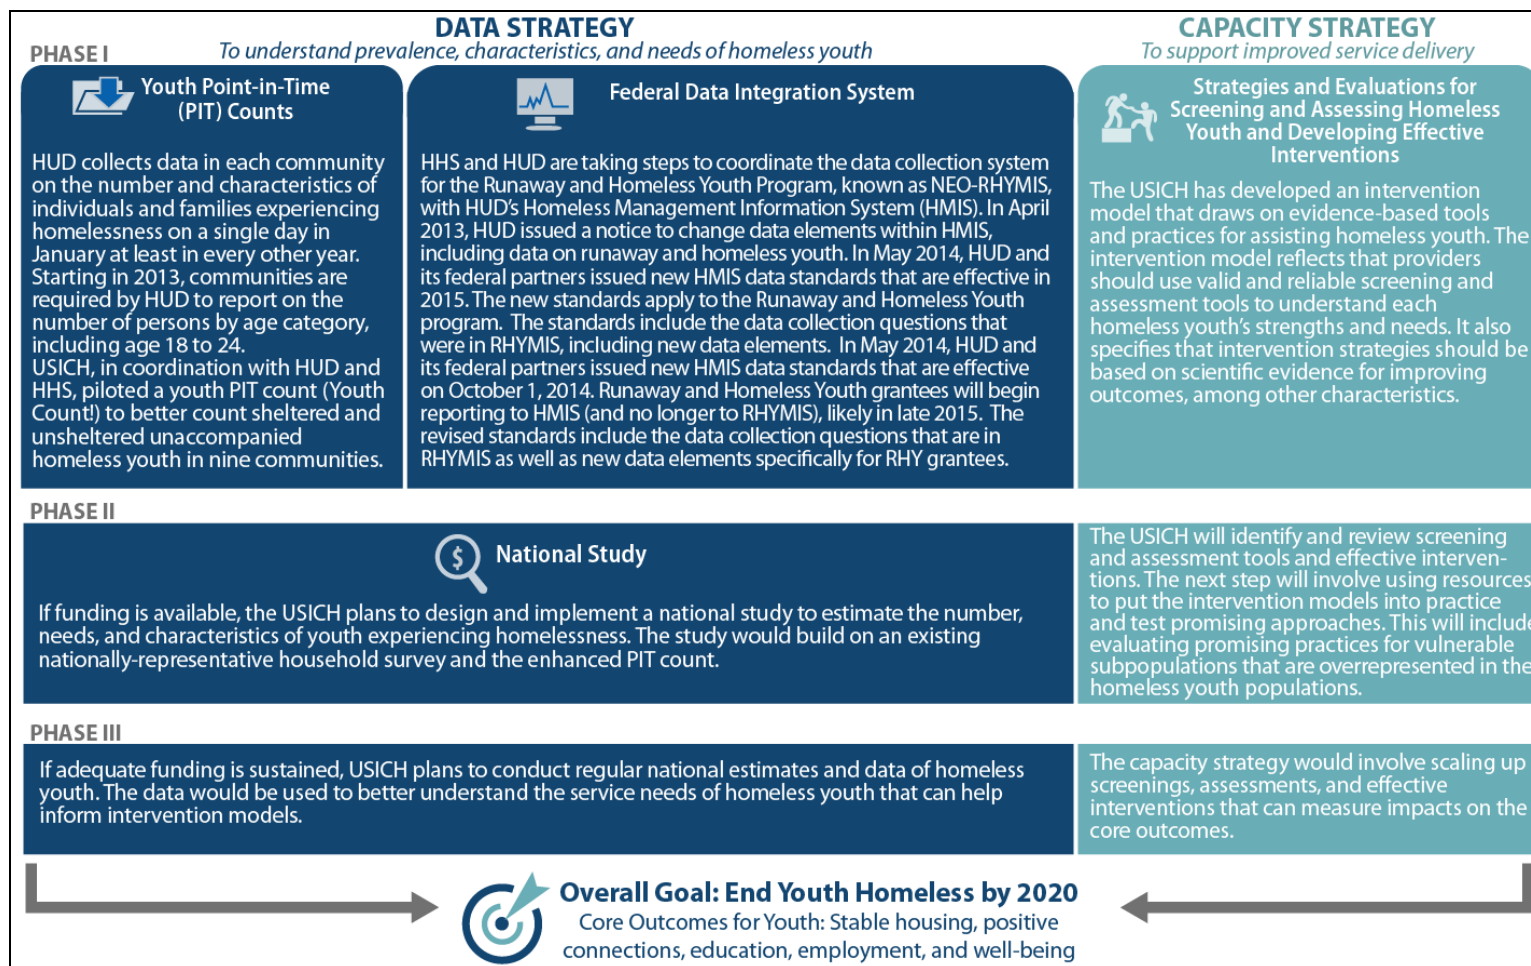 DATA STRATEGY
To understand prevalence, characteristics, and needs of homeless youth
CAPACITY STRATEGY
To support improved service delivery
PHASE I
Youth Point-in-Time
(PIT) Counts
HUD collects data in each community
on the number and characteristics of
individuals and families experiencing
homelessness on a single day in
January at least in every other year.
Starting in 2013, communities are
required by HUD to report on the
number of persons by age category,
including age 18 to 24.
USICH, in coordination with HUD and
HHS, piloted a youth PIT count (Youth
Count!) to better count sheltered and
unsheltered unaccompanied
homeless youth in nine communities.
Federal Data Integration System
HHS and HUD are taking steps to coordinate the data collection system
for the Runaway and Homeless Youth Program, known as NEO-RHYMIS,
with HUD's Homeless Management Information System (HMIS). In April
2013, HUD issued a notice to change data elements within HMIS,
including data on runaway and homeless youth. In May 2014, HUD and
its federal partners issued new HMIS data standards that are effective in
2015. The new standards apply to the Runaway and Homeless Youth
program. The standards include the data collection questions that
were in RHYMIS, including new data elements. In May 2014, HUD and
its federal partners issued new HMIS data standards that are effective
on October 1, 2014. Runaway and Homeless Youth grantees will begin
reporting to HMIS (and no longer to RHYMIS), likely in late 2015. The
revised standards include the data collection questions that are in
RHYMIS as well as new data elements specifically for RHY grantees.
Strategies and Evaluations for
Screening and Assessing Homeless
Youth and Developing Effective
Interventions
The USICH has developed an intervention
model that draws on evidence-based tools
and practices for assisting homeless youth. The
intervention model reflects that providers
should use valid and reliable screening and
assessment tools to understand each
homeless youth's strengths and needs. It also
specifies that intervention strategies should be
based on scientific evidence for improving
outcomes, among other characteristics.
PHASE II
$
National Study
If funding is available, the USICH plans to design and implement a national study to estimate the number,
needs, and characteristics of youth experiencing homelessness. The study would build on an existing
nationally-representative household survey and the enhanced PIT count.
The USICH will identify and review screening
and assessment tools and effective interven-
tions. The next step will involve using resources
to put the intervention models into practice
and test promising approaches. This will include
evaluating promising practices for vulnerable
subpopulations that are overrepresented in the
homeless youth populations.
PHASE III
If adequate funding is sustained, USICH plans to conduct regular national estimates and data of homeless
youth. The data would be used to better understand the service needs of homeless youth that can help
inform intervention models.
The capacity strategy would involve scaling up
screenings, assessments, and effective
interventions that can measure impacts on the
core outcomes.
Overall Goal: End Youth Homeless by 2020
Core Outcomes for Youth: Stable housing, positive
connections, education, employment, and well-being